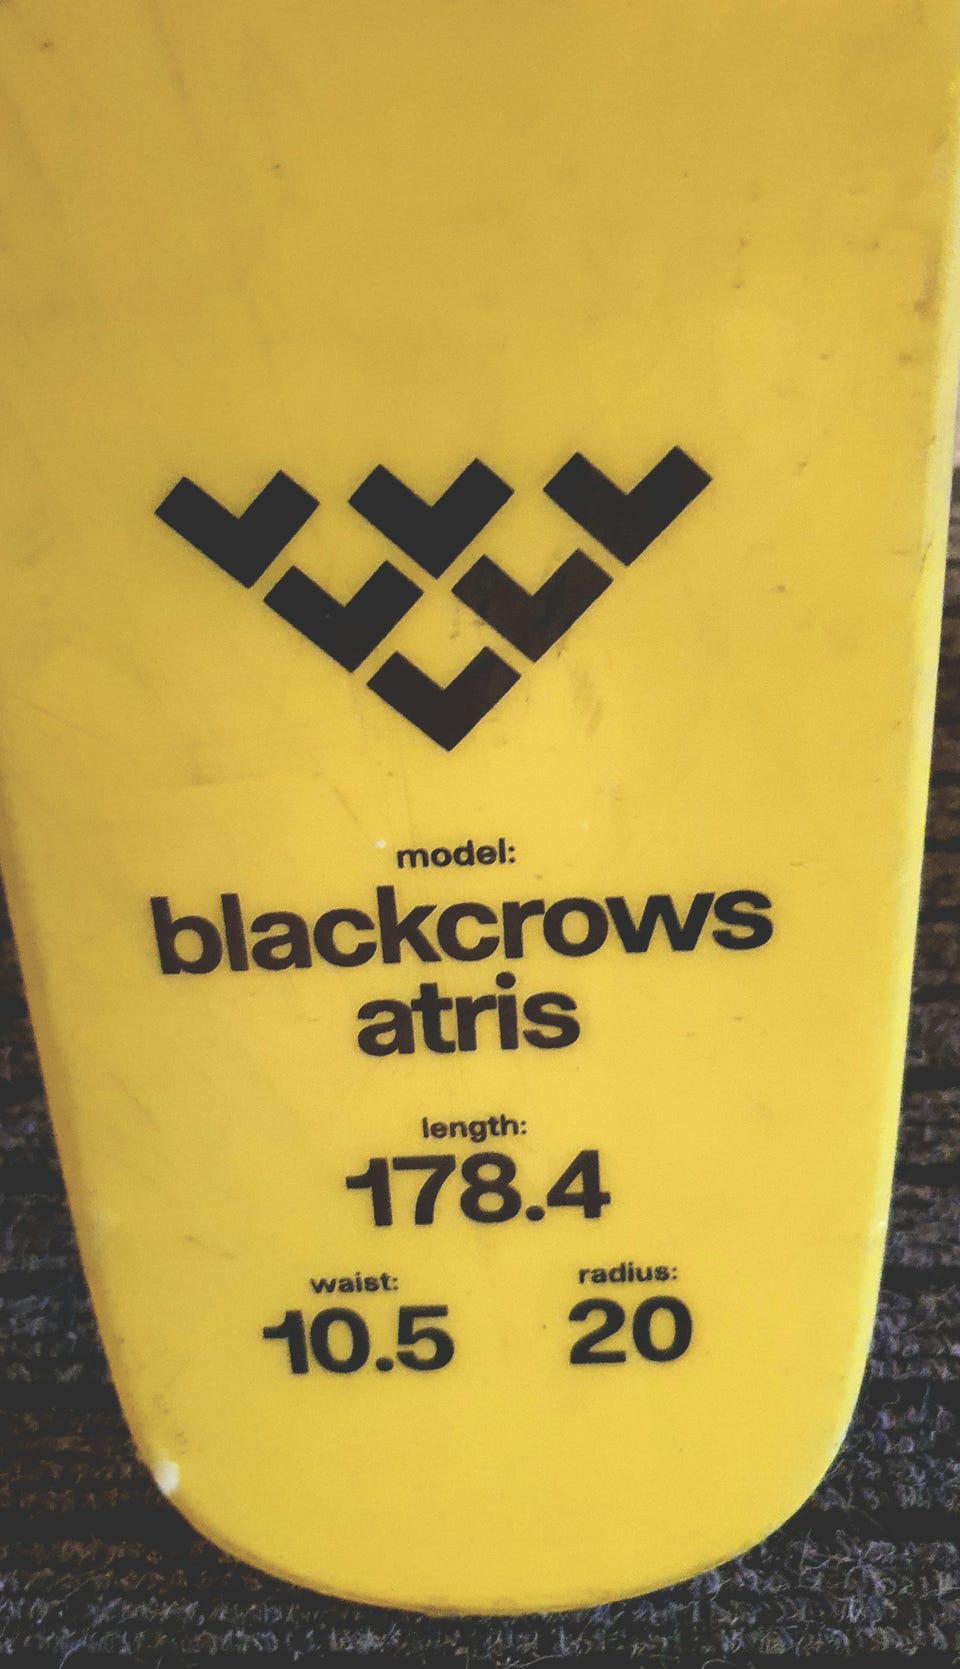 model:
blackcrows
atris
length:
178.4
waist: radius:
10.5 20